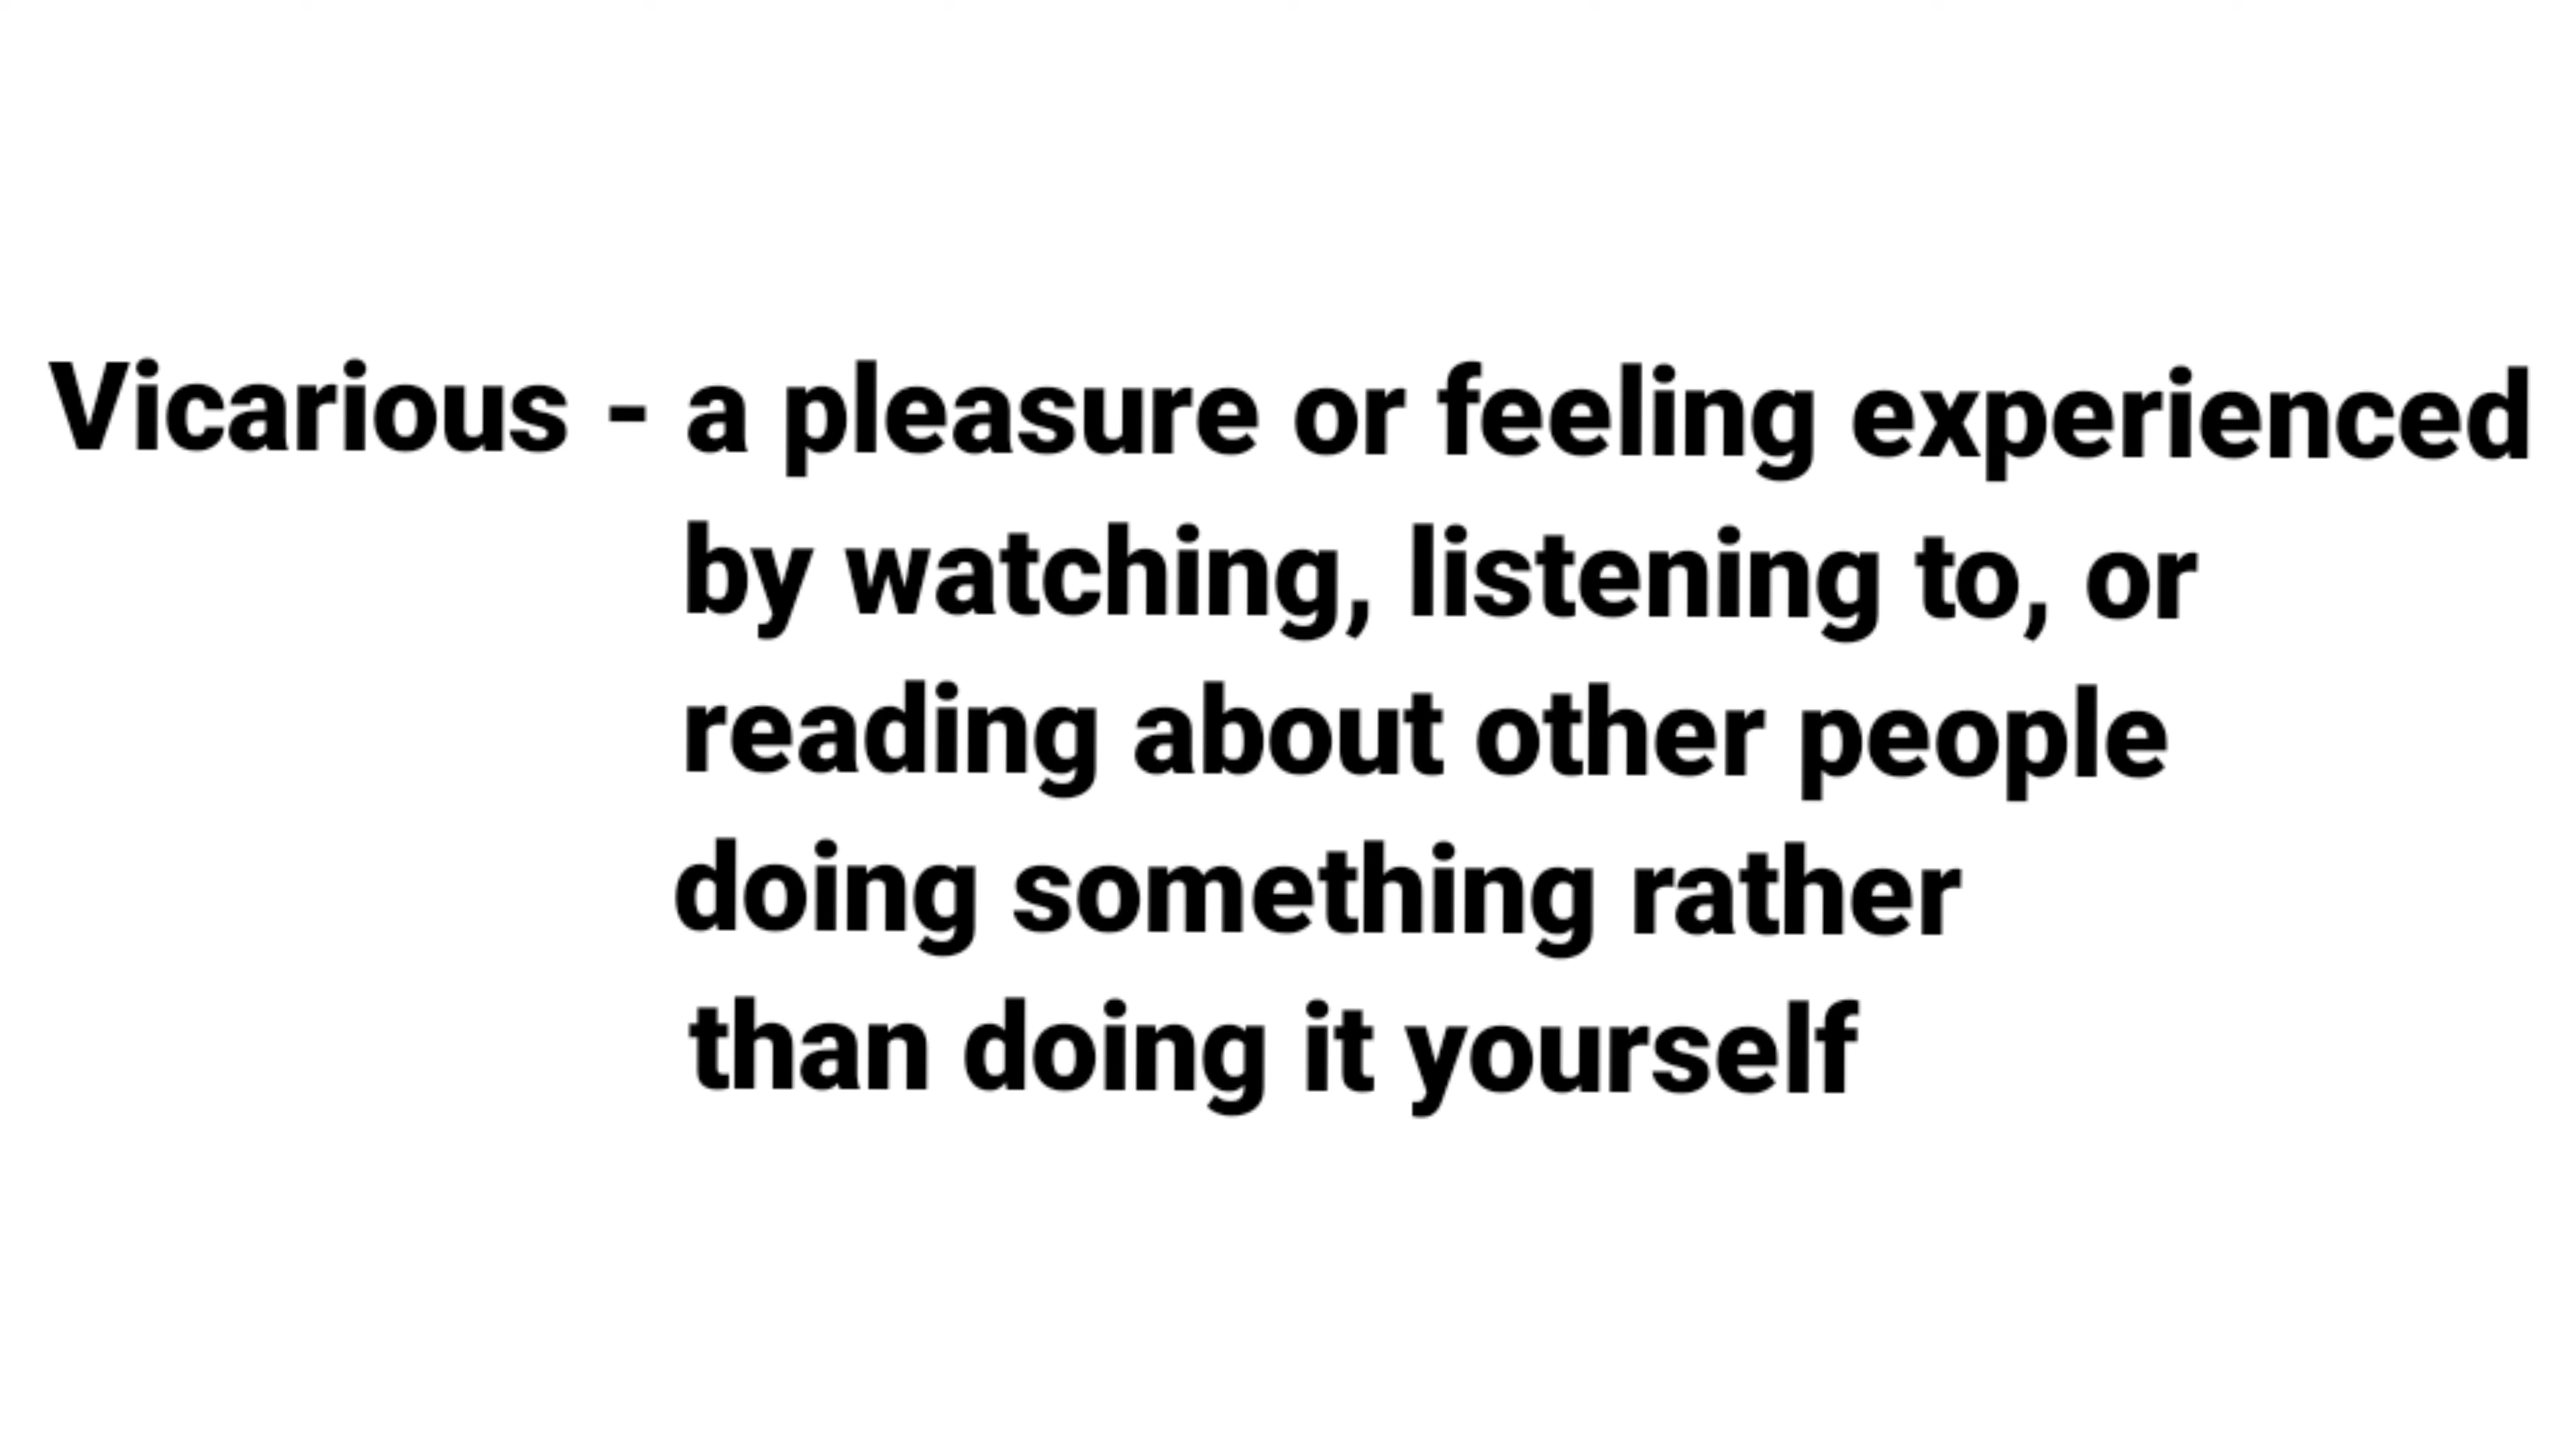 Vicarious - a pleasure or feeling experienced
by watching, listening to, or
reading about other people
doing something rather
than doing it yourself